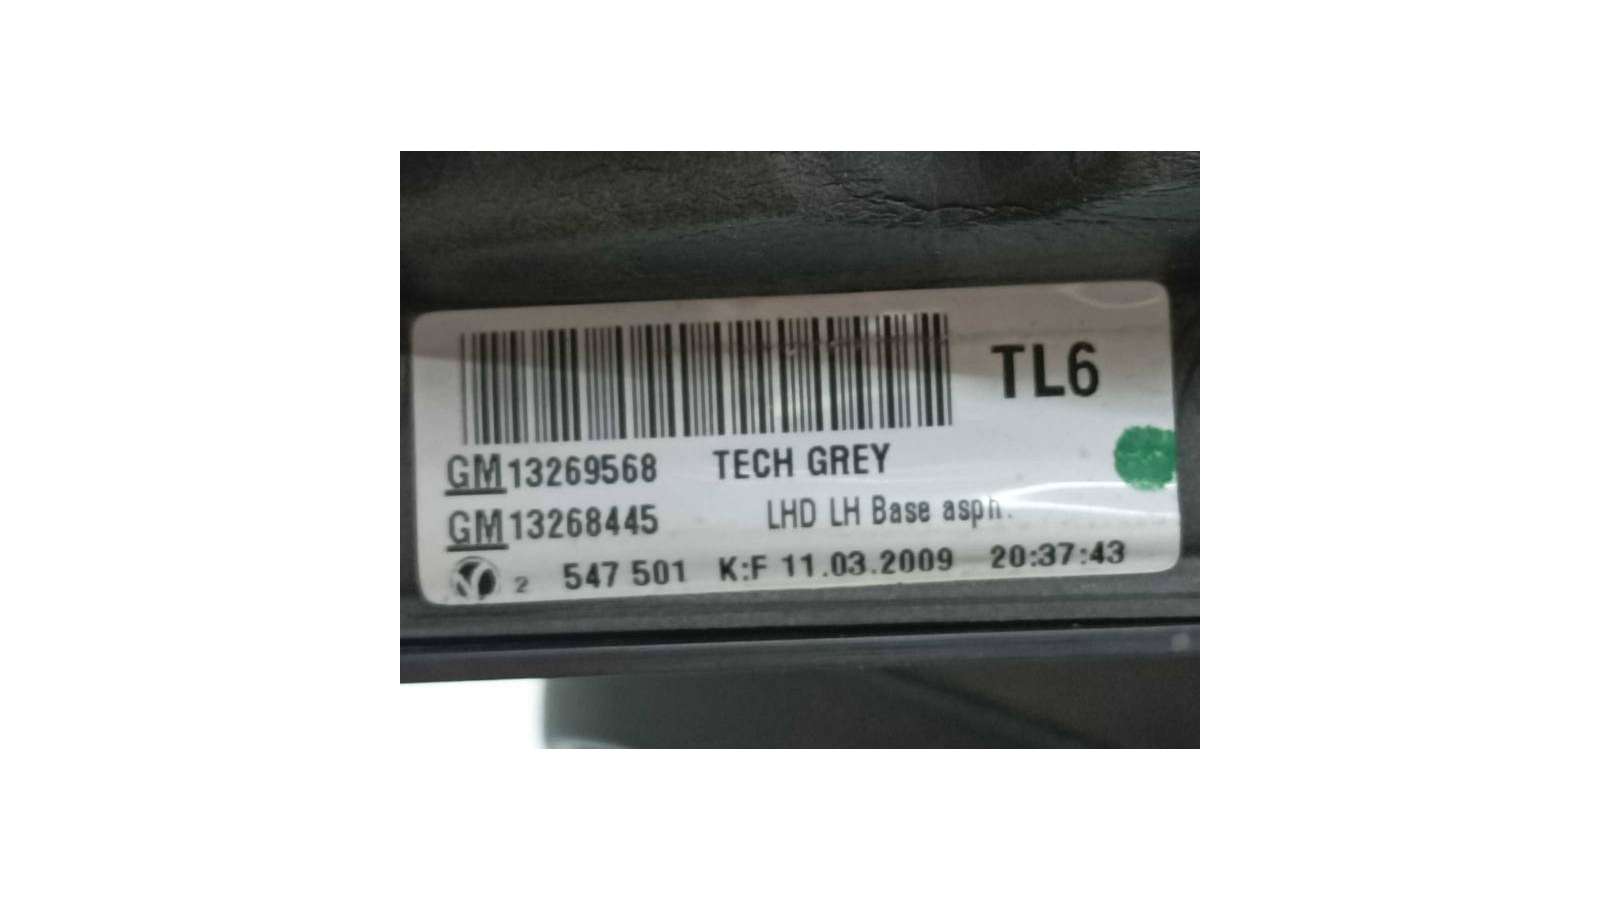 TL6
GM13269568 TECH GREY
GM13268445 LHD LH Base asph.
2 547 501 K:F 11.03.2009 20:37:43